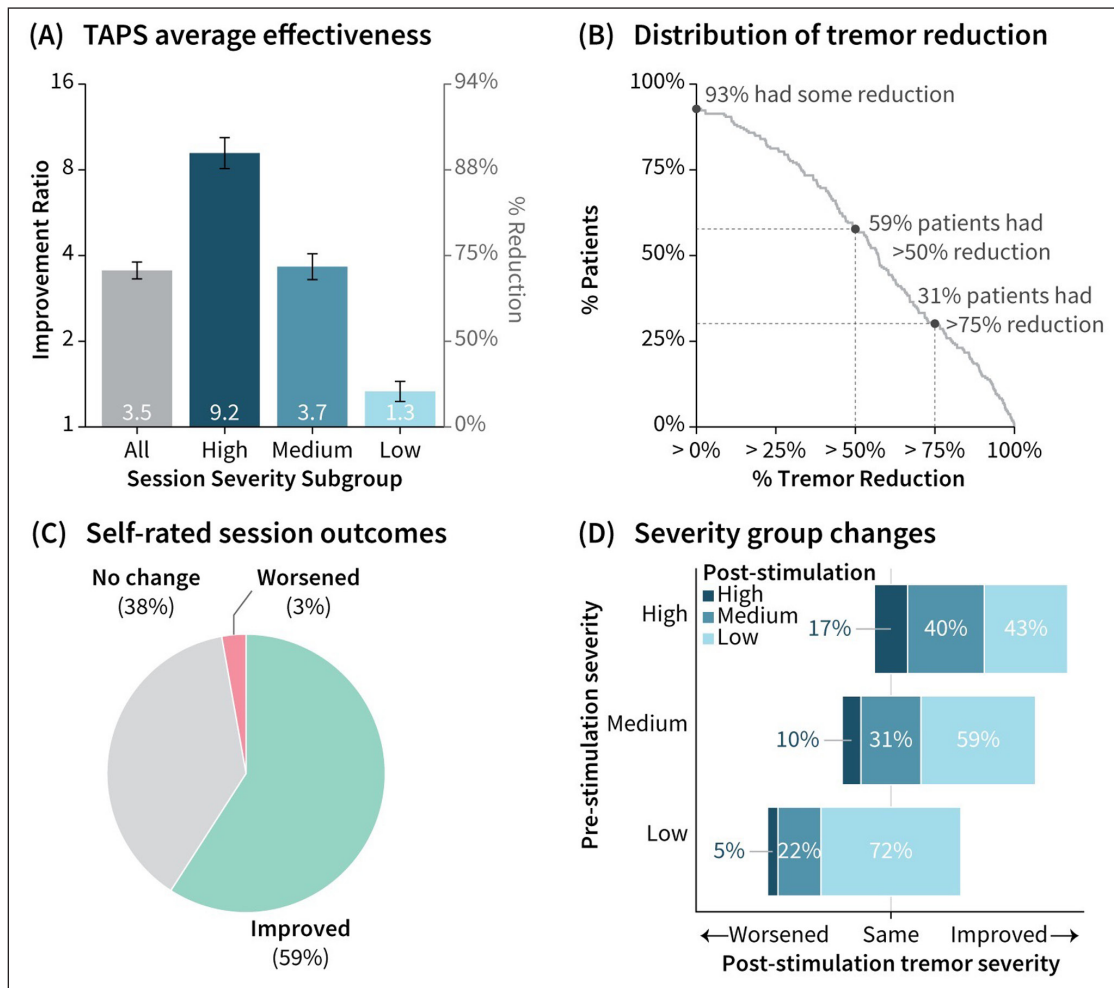 (A) TAPS average effectiveness
16
8
4
2
1
Improvement Ratio
94%
88%
75%
50%
0%
% Reduction
3.5
9.2
3.7
1.3
All
High
Medium
Low
Session Severity Subgroup
(B) Distribution of tremor reduction
100%
75%
50%
25%
0%
% Patients
93% had some reduction
59% patients had
>50% reduction
31% patients had
>75% reduction
> 0%
> 25%
> 50%
> 75%
100%
% Tremor Reduction
(C) Self-rated session outcomes
No change
(38%)
Worsened
(3%)
Improved
(59%)
(D) Severity group changes
Post-stimulation
High
Medium
Low
Pre-stimulation severity
High
17%
40%
43%
Medium
10%
31%
59%
Low
5%
22%
72%
←Worsened
Same
Improved→
Post-stimulation tremor severity